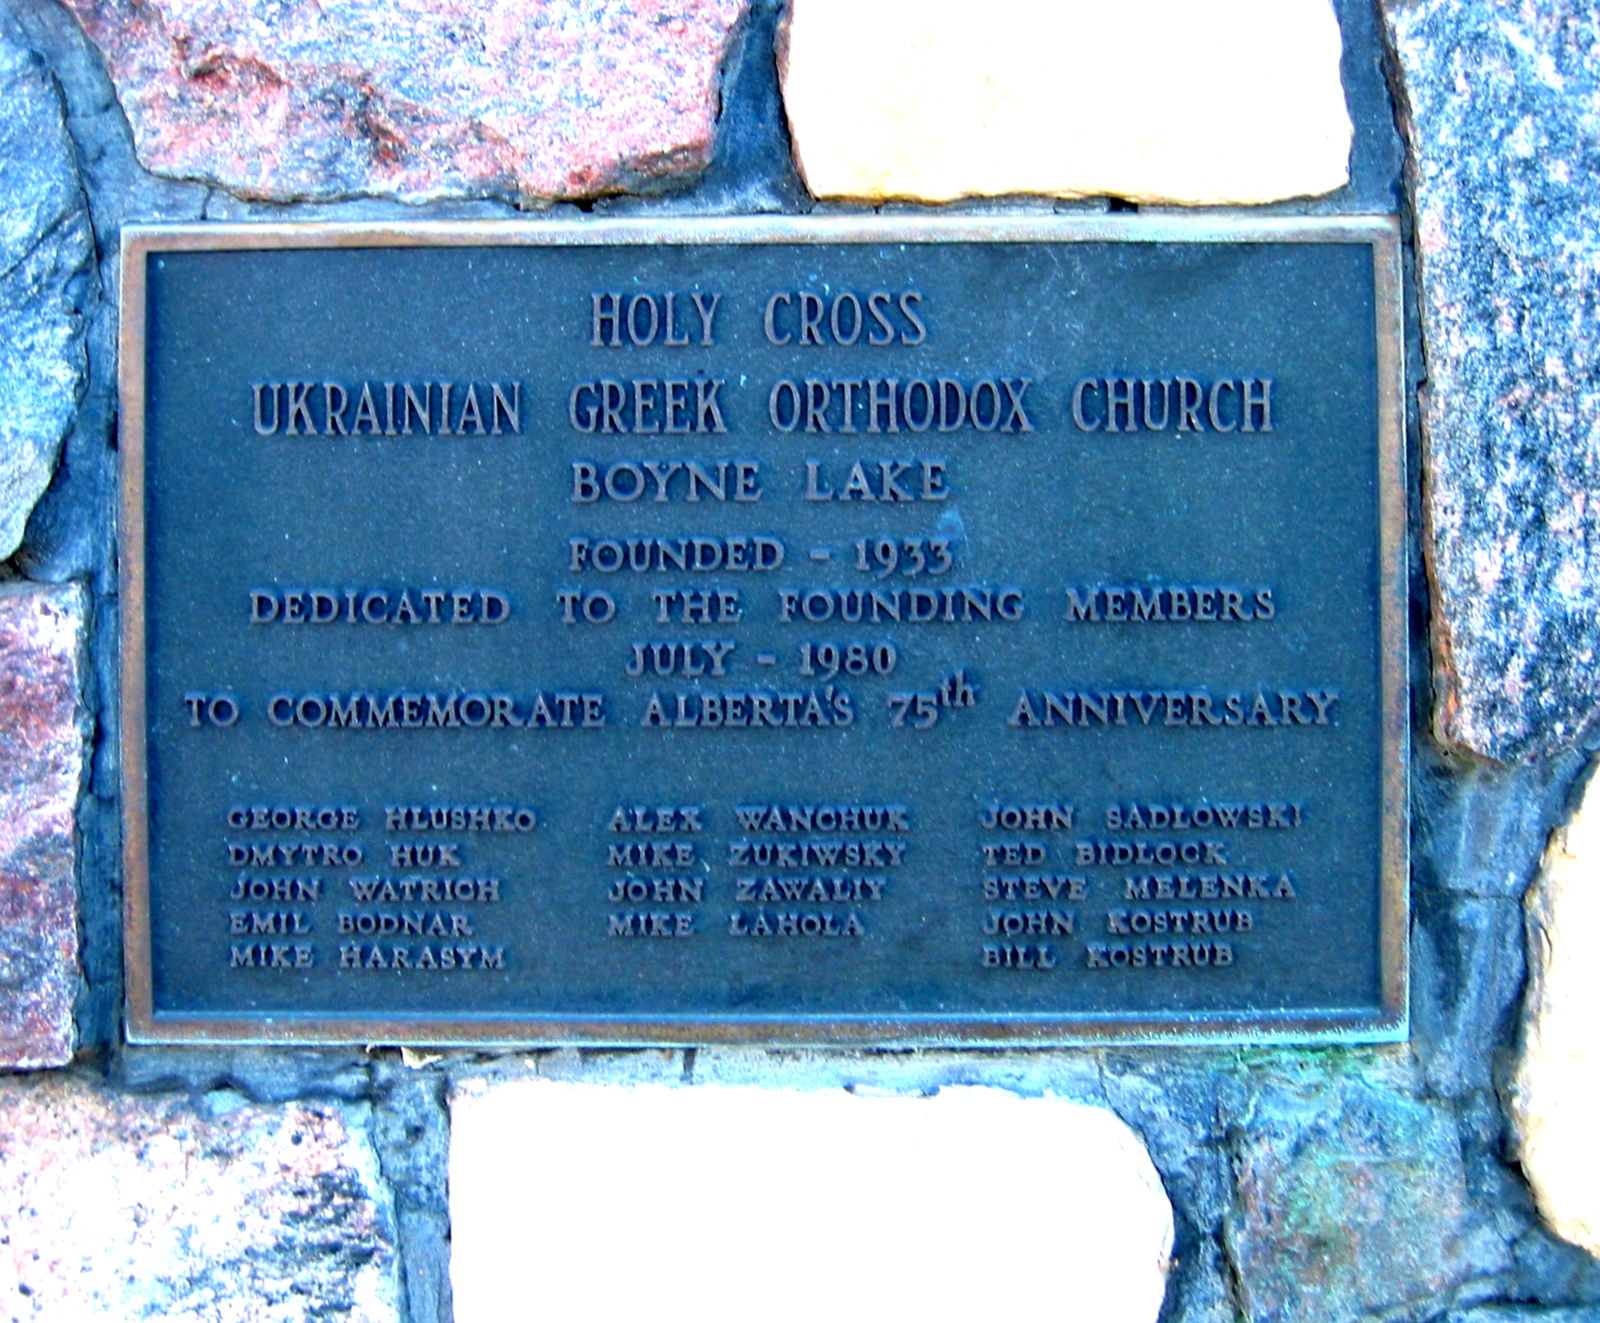 HOLY CROSS
UKRAINIAN GREEK ORTHODOX CHURCH
BOYNE LAKE
FOUNDED - 1933
DEDICATED TO THE FOUNDING MEMBERS
JULY - 1980
TO COMMEMORATE ALBERTA'S 75th ANNIVERSARY
GEORGE HLUSHKO ALEX WANCHUK JOHN SADLOWSKI
DMYTRO HUK MIKE ZUKIWSKY TED BIDLOCK
JOHN WATRICH JOHN ZAWALIY STEVE MELENKA
EMIL BODNAR MIKE LAHOLA JOHN KOSTRUB
MIKE HARASYM BILL KOSTRUB